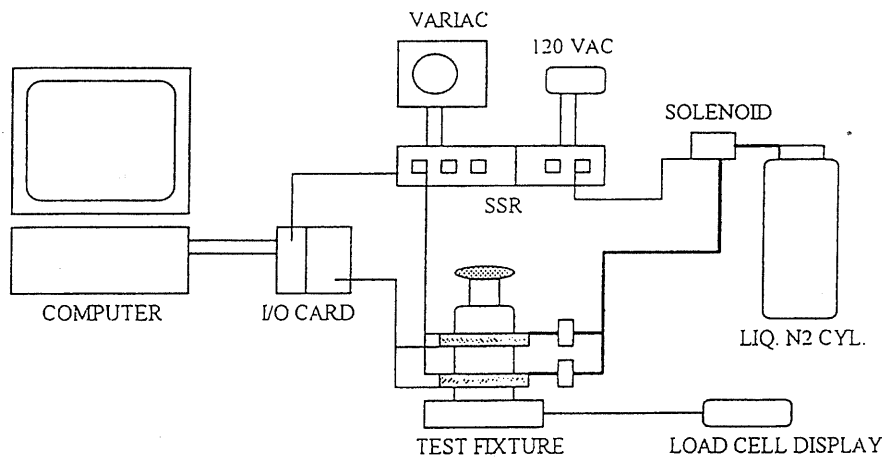 VARIAC
120 VAC
SOLENOID
SSR
COMPUTER
I/O CARD
LIQ. N2 CYL.
TEST FIXTURE
LOAD CELL DISPLAY